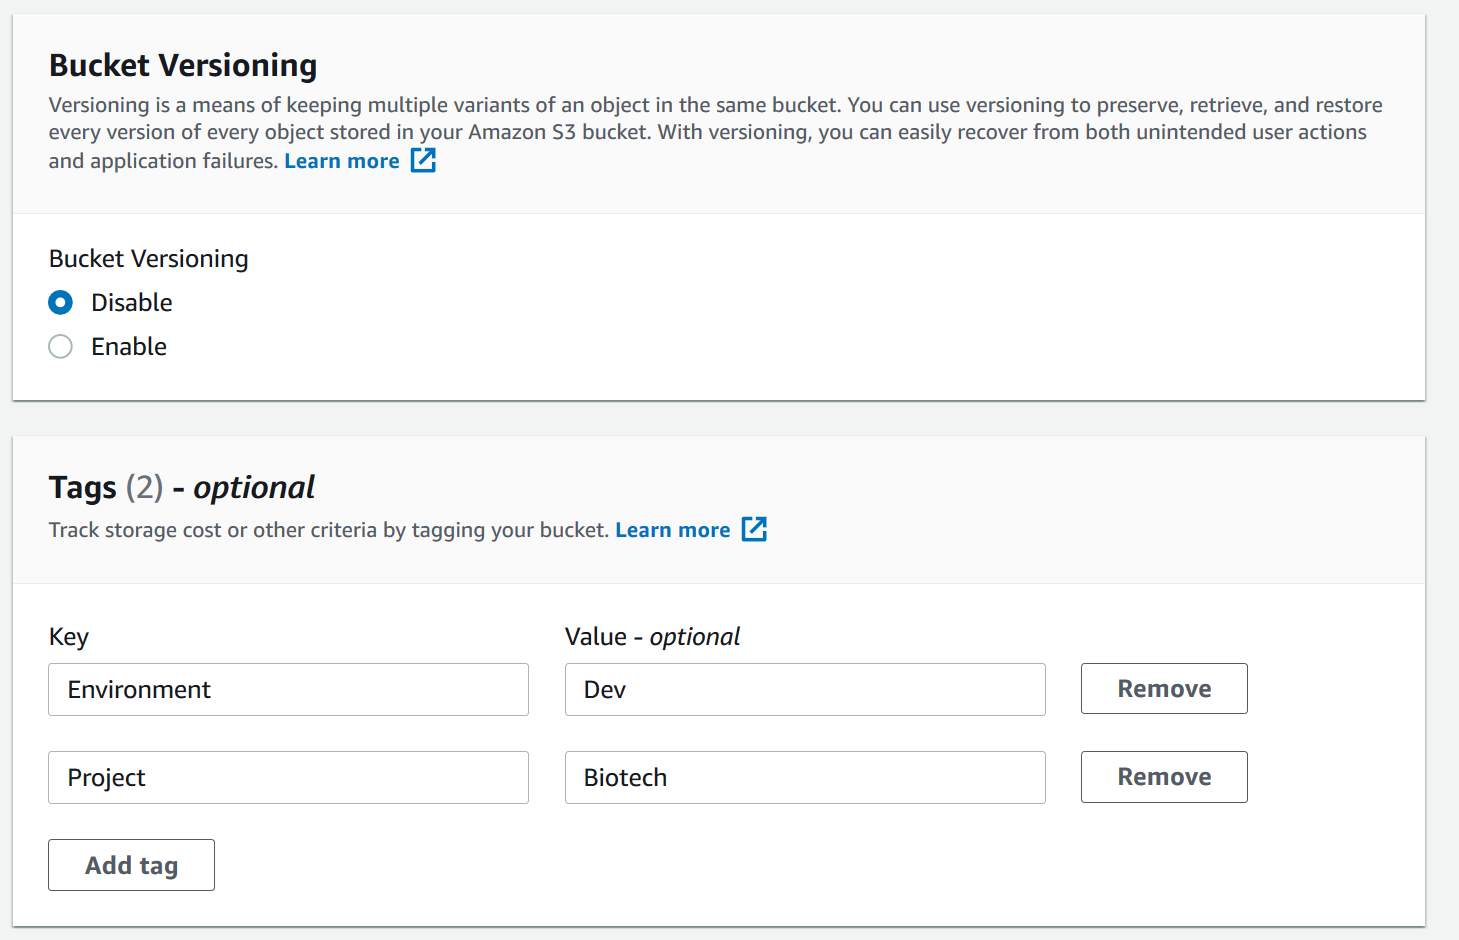 Bucket Versioning
Versioning is a means of keeping multiple variants of an object in the same bucket. You can use versioning to preserve, retrieve, and restore
every version of every object stored in your Amazon S3 bucket. With versioning, you can easily recover from both unintended user actions
and application failures. Learn more
Bucket Versioning
Disable
Enable
Tags (2) - optional
Track storage cost or other criteria by tagging your bucket. Learn more
Key Value - optional
Environment Dev Remove
Project Biotech Remove
Add tag